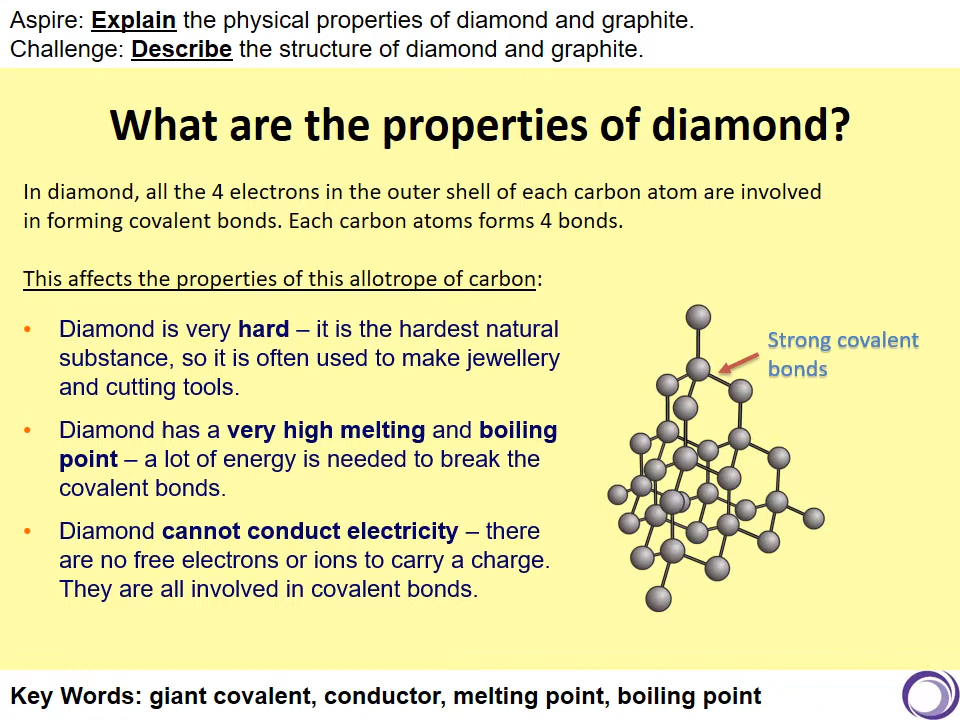 Aspire: Explain the physical properties of diamond and graphite.
Challenge: Describe the structure of diamond and graphite.
What are the properties of diamond?
In diamond, all the 4 electrons in the outer shell of each carbon atom are involved
in forming covalent bonds. Each carbon atoms forms 4 bonds.
This affects the properties of this allotrope of carbon:
• Diamond is very hard – it is the hardest natural
substance, so it is often used to make jewellery
and cutting tools.
• Diamond has a very high melting and boiling
point – a lot of energy is needed to break the
covalent bonds.
• Diamond cannot conduct electricity – there
are no free electrons or ions to carry a charge.
They are all involved in covalent bonds.
Strong covalent
bonds
Key Words: giant covalent, conductor, melting point, boiling point